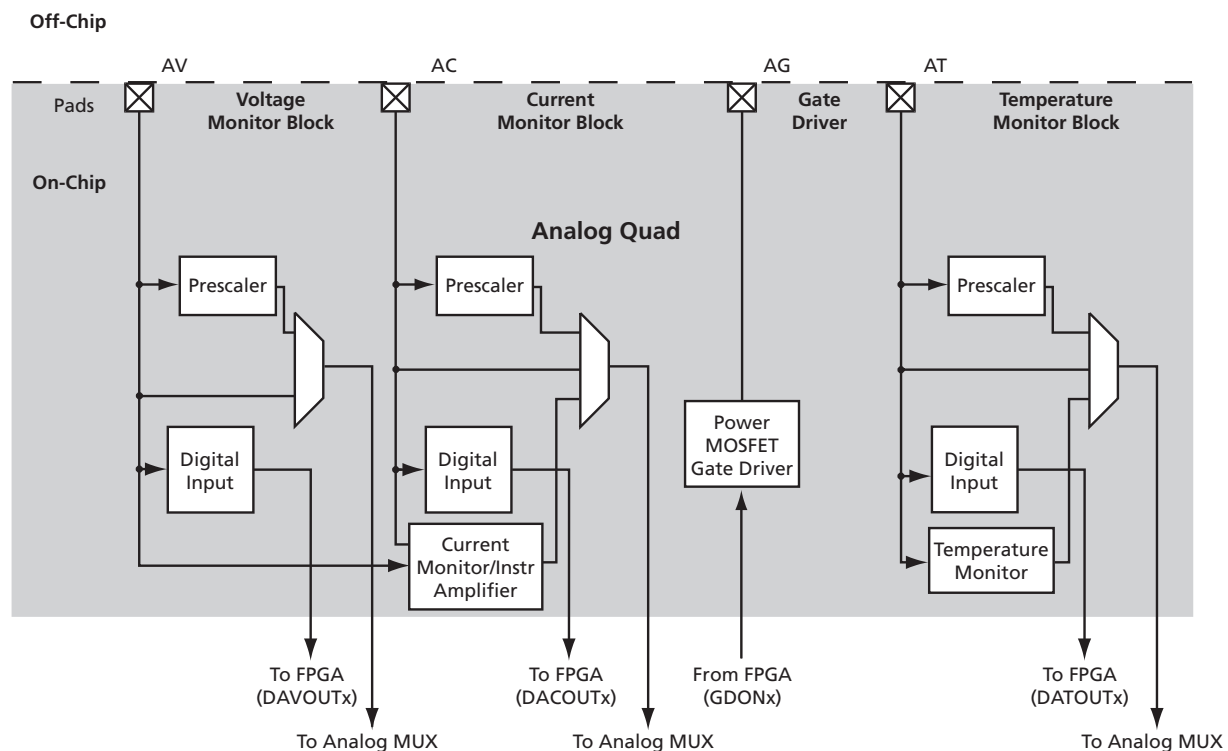 Off-Chip
AV
AC
AG
AT
Pads
Voltage
Monitor Block
Current
Monitor Block
Gate
Driver
Temperature
Monitor Block
On-Chip
Analog Quad
Prescaler
Prescaler
Prescaler
Power
MOSFET
Gate Driver
Digital
Input
Digital
Input
Digital
Input
Current
Monitor/Instr
Amplifier
Temperature
Monitor
To FPGA
(DAVOUTx)
To FPGA
(DACOUTx)
From FPGA
(GDONx)
To FPGA
(DATOUTx)
To Analog MUX
To Analog MUX
To Analog MUX